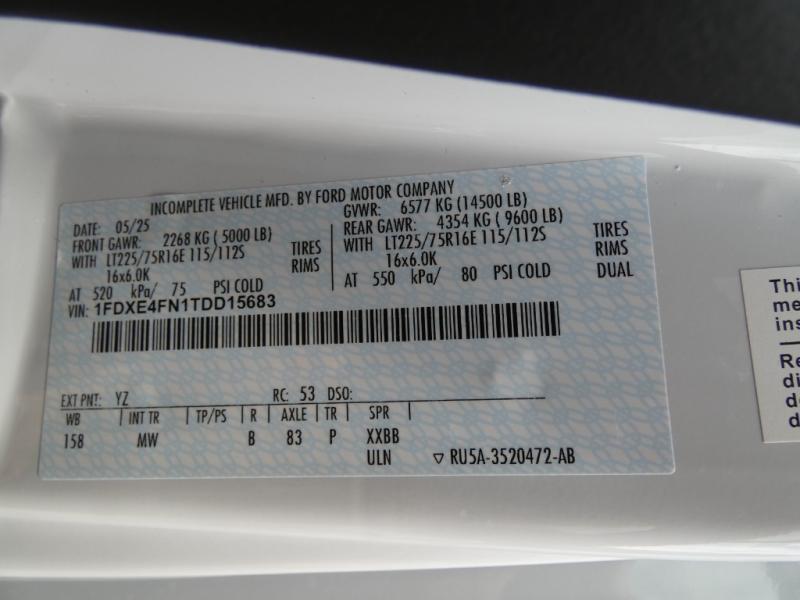 INCOMPLETE VEHICLE MFD. BY FORD MOTOR COMPANY
DATE: 05/25 GVWR: 6577 KG (14500 LB)
FRONT GAWR: 2268 KG ( 5000 LB) REAR GAWR: 4354 KG ( 9600 LB)
WITH LT225/75R16E 115/112S TIRES WITH LT225/75R16E 115/112S TIRES
16x6.0K RIMS 16x6.0K RIMS
AT 520 kPa/ 75 PSI COLD AT 550 kPa/ 80 PSI COLD DUAL
VIN: 1FDXE4FN1TDD15683
EXT PNT: YZ RC: 53 DSO:
WB INT TR TP/PS R AXLE TR SPR
158 MW B 83 P XXBB
ULN ▽ RU5A-3520472-AB
This